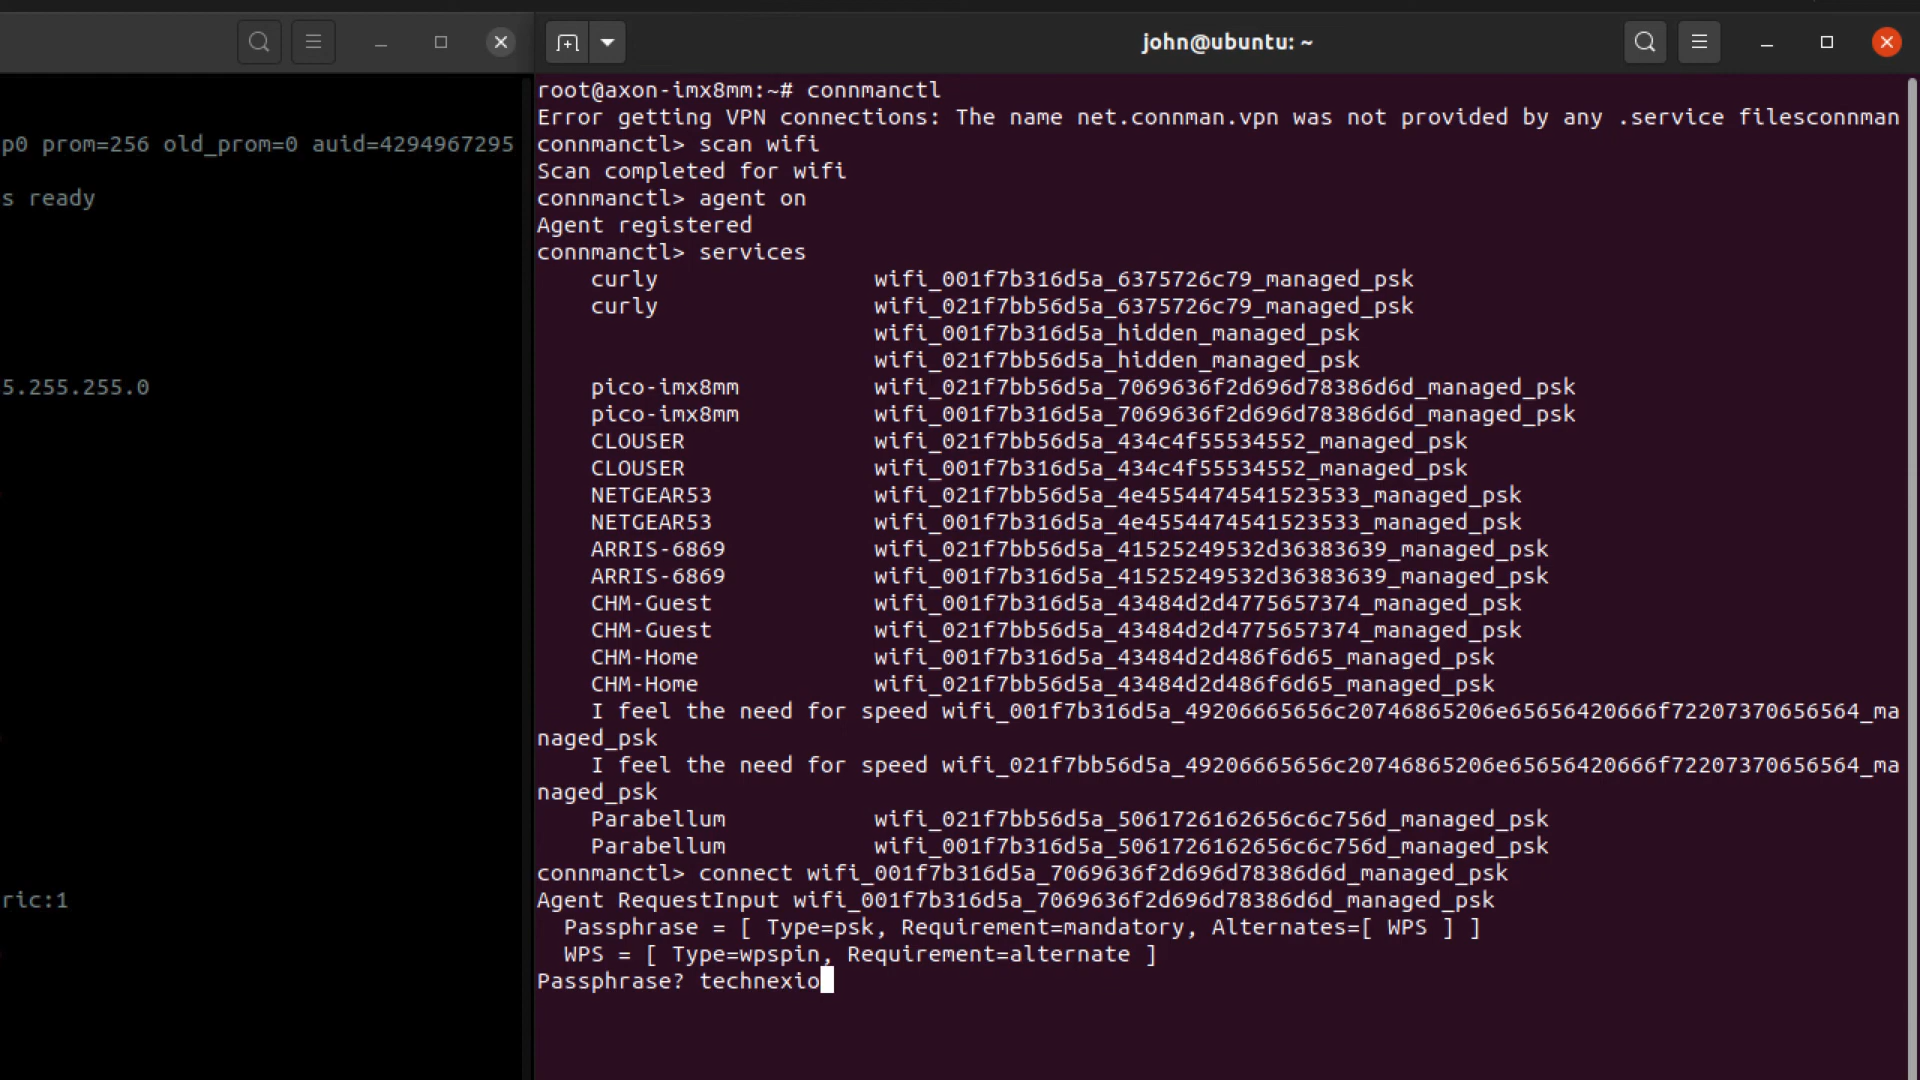 john@ubuntu: ~
p0 prom=256 old_prom=0 auid=4294967295
s ready
5.255.255.0
ric:1
root@axon-imx8mm:~# connmanctl
Error getting VPN connections: The name net.connman.vpn was not provided by any .service filesconnman
connmanctl> scan wifi
Scan completed for wifi
connmanctl> agent on
Agent registered
connmanctl> services
curly wifi_001f7b316d5a_6375726c79_managed_psk
curly wifi_021f7bb56d5a_6375726c79_managed_psk
wifi_001f7b316d5a_hidden_managed_psk
wifi_021f7bb56d5a_hidden_managed_psk
pico-imx8mm wifi_021f7bb56d5a_7069636f2d696d78386d6d_managed_psk
pico-imx8mm wifi_001f7b316d5a_7069636f2d696d78386d6d_managed_psk
CLOUSER wifi_021f7bb56d5a_434c4f55534552_managed_psk
CLOUSER wifi_001f7b316d5a_434c4f55534552_managed_psk
NETGEAR53 wifi_021f7bb56d5a_4e4554474541523533_managed_psk
NETGEAR53 wifi_001f7b316d5a_4e4554474541523533_managed_psk
ARRIS-6869 wifi_021f7bb56d5a_41525249532d36383639_managed_psk
ARRIS-6869 wifi_001f7b316d5a_41525249532d36383639_managed_psk
CHM-Guest wifi_001f7b316d5a_43484d2d4775657374_managed_psk
CHM-Guest wifi_021f7bb56d5a_43484d2d4775657374_managed_psk
CHM-Home wifi_001f7b316d5a_43484d2d486f6d65_managed_psk
CHM-Home wifi_021f7bb56d5a_43484d2d486f6d65_managed_psk
I feel the need for speed wifi_001f7b316d5a_49206665656c20746865206e65656420666f72207370656564_ma
naged_psk
I feel the need for speed wifi_021f7bb56d5a_49206665656c20746865206e65656420666f72207370656564_ma
naged_psk
Parabellum wifi_021f7bb56d5a_5061726162656c6c756d_managed_psk
Parabellum wifi_001f7b316d5a_5061726162656c6c756d_managed_psk
connmanctl> connect wifi_001f7b316d5a_7069636f2d696d78386d6d_managed_psk
Agent RequestInput wifi_001f7b316d5a_7069636f2d696d78386d6d_managed_psk
Passphrase = [ Type=psk, Requirement=mandatory, Alternates=[ WPS ] ]
WPS = [ Type=wpspin, Requirement=alternate ]
Passphrase? technexio